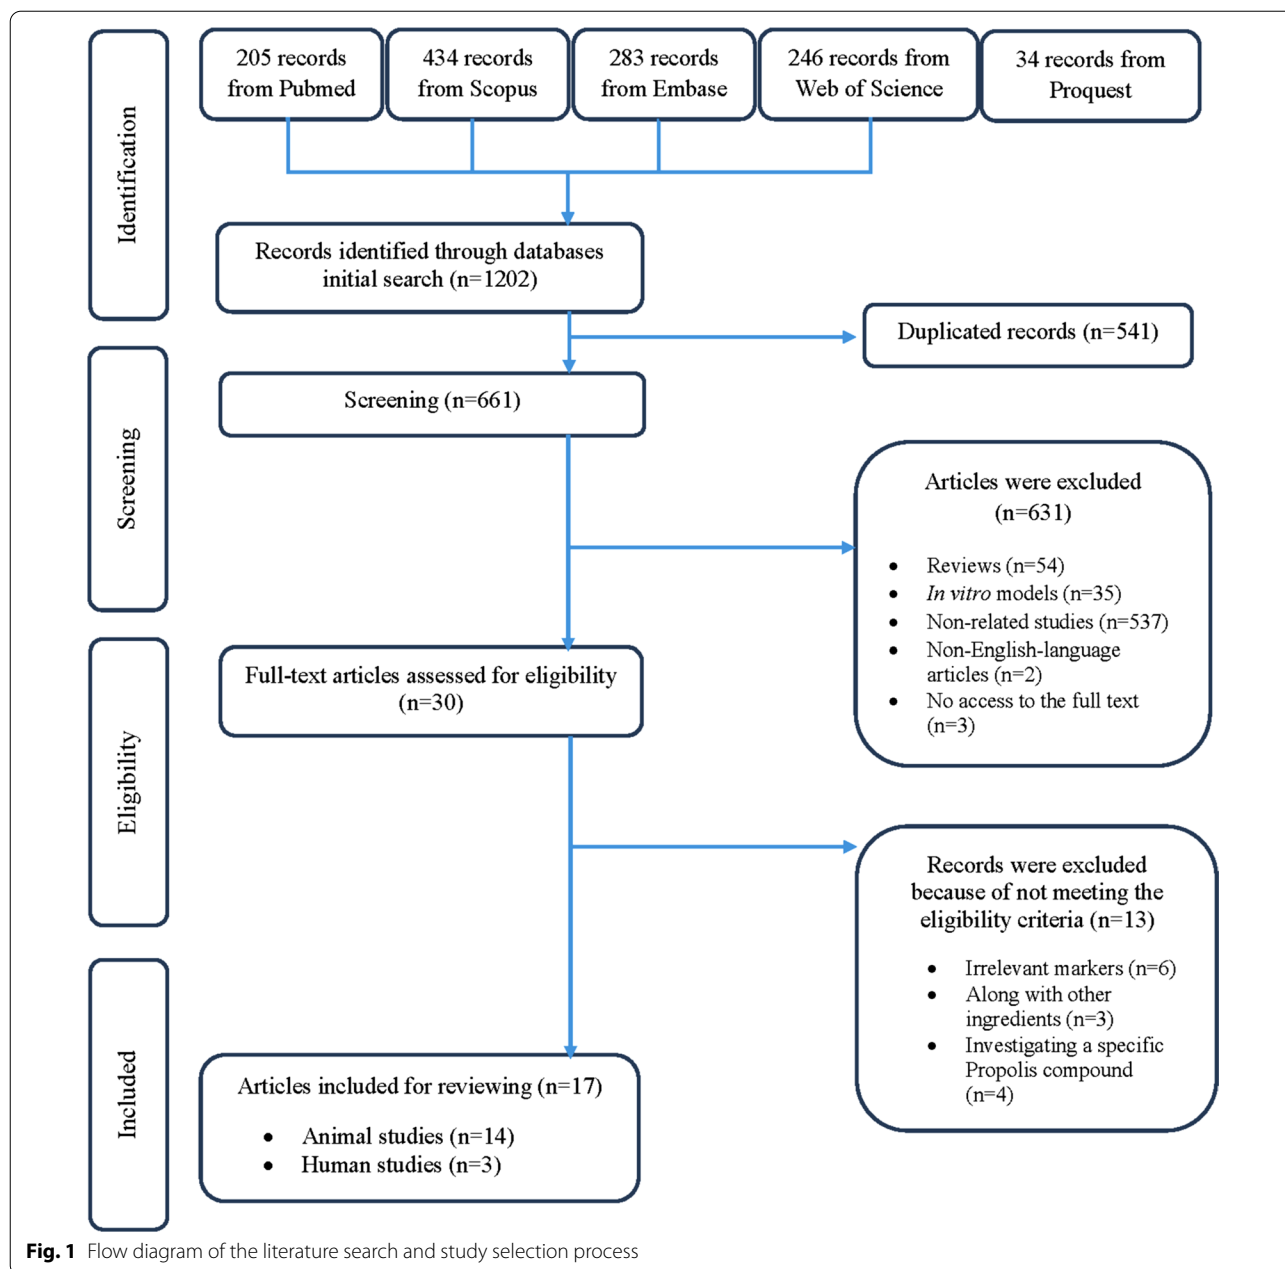 Identification
205 records
from Pubmed
434 records
from Scopus
283 records
from Embase
246 records from
Web of Science
34 records from
Proquest
Records identified through databases
initial search (n=1202)
Duplicated records (n=541)
Screening
Screening (n=661)
Articles were excluded
(n=631)
• Reviews (n=54)
• In vitro models (n=35)
• Non-related studies (n=537)
• Non-English-language
articles (n=2)
• No access to the full text
(n=3)
Eligibility
Full-text articles assessed for eligibility
(n=30)
Records were excluded
because of not meeting the
eligibility criteria (n=13)
• Irrelevant markers (n=6)
• Along with other
ingredients (n=3)
• Investigating a specific
Propolis compound
(n=4)
Included
Articles included for reviewing (n=17)
• Animal studies (n=14)
• Human studies (n=3)
Fig. 1 Flow diagram of the literature search and study selection process